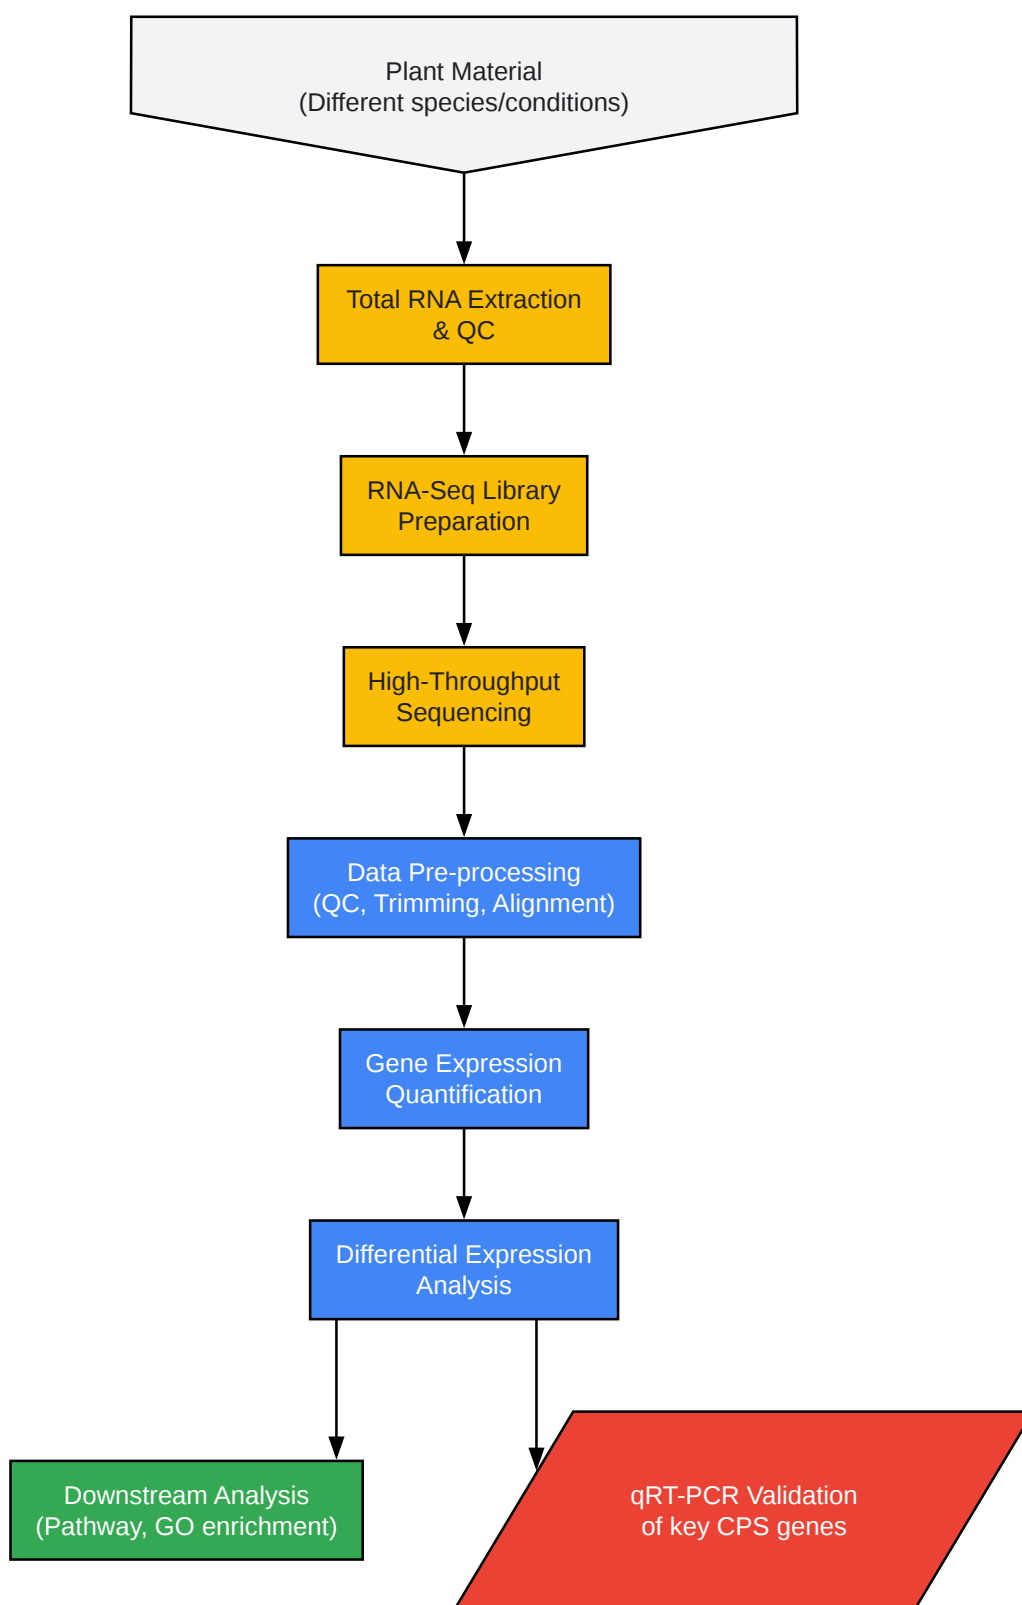 Plant Material
(Different species/conditions)
Total RNA Extraction
& QC
RNA-Seq Library
Preparation
High-Throughput
Sequencing
Data Pre-processing
(QC, Trimming, Alignment)
Gene Expression
Quantification
Differential Expression
Analysis
Downstream Analysis
(Pathway, GO enrichment)
qRT-PCR Validation
of key CPS genes